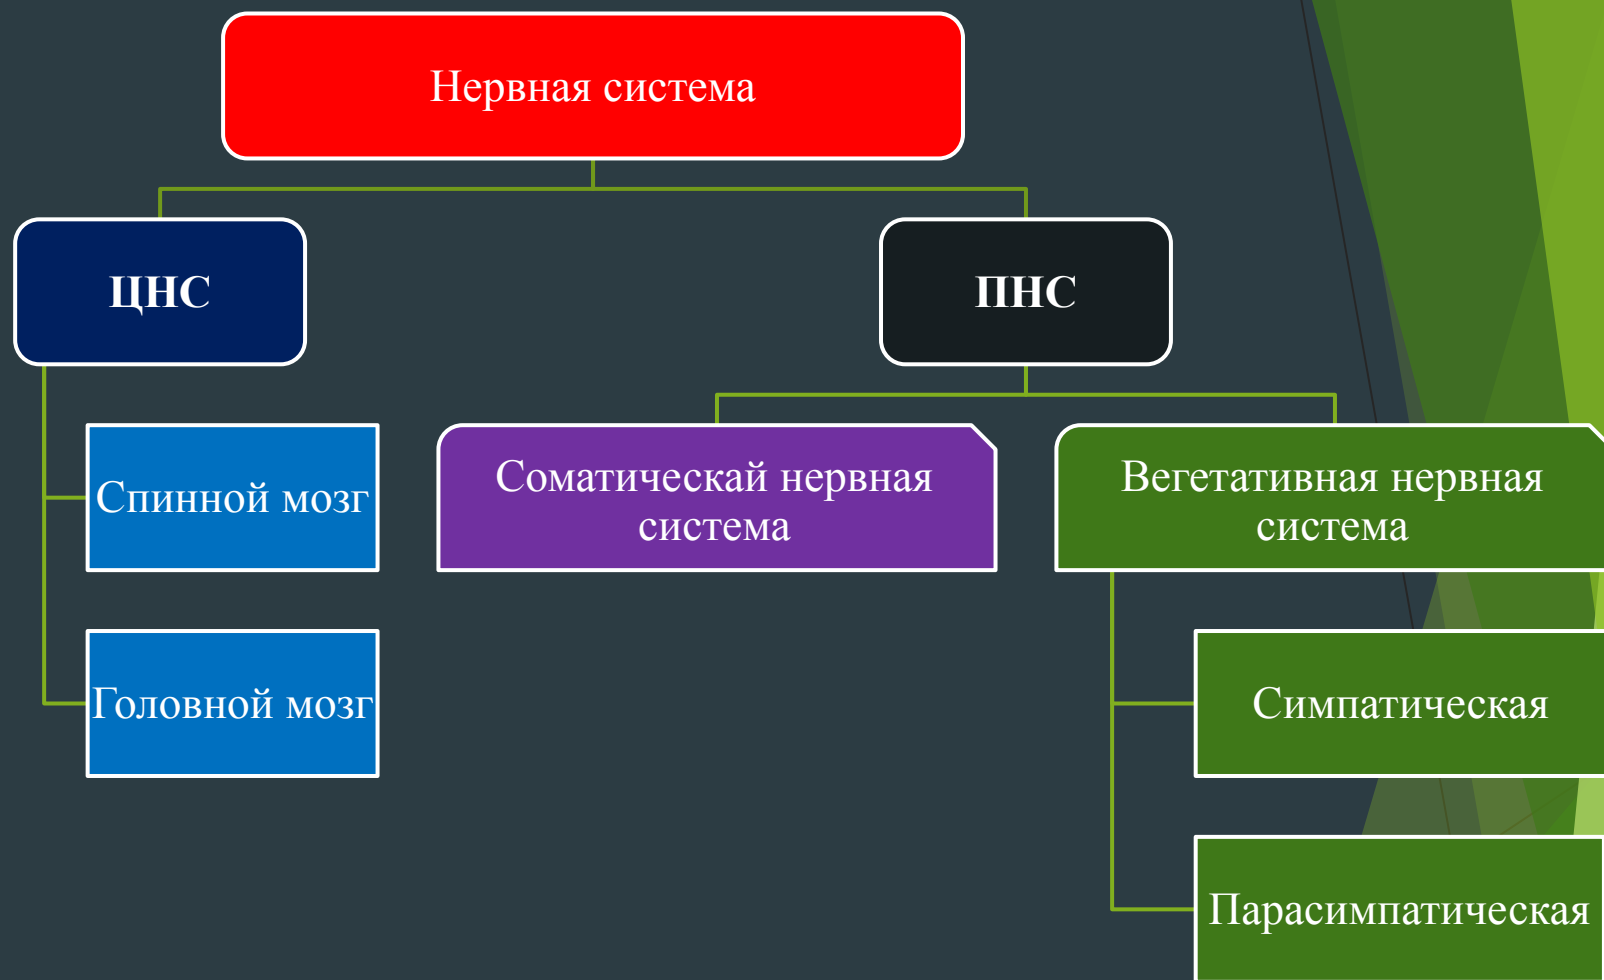 Нервная система
ЦНС
ПНС
Спинной мозг
Головной мозг
Соматическай нервная
система
Вегетативная нервная
система
Симпатическая
Парасимпатическая